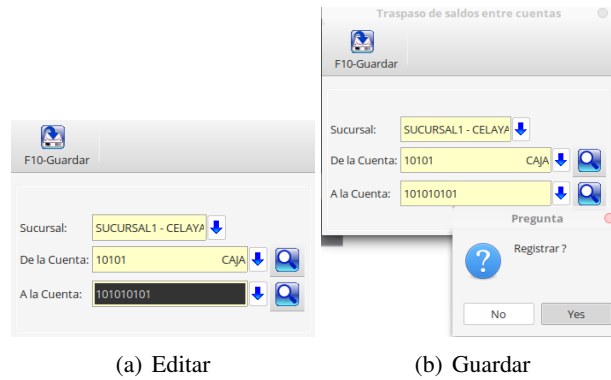 F10-Guardar
Sucursal: SUCURSAL1 - CELAYA
De la Cuenta: 10101 CAJA
A la Cuenta: 101010101
(a) Editar
Traspaso de saldos entre cuentas
F10-Guardar
Sucursal: SUCURSAL1 - CELAYA
De la Cuenta: 10101 CAJA
A la Cuenta: 101010101
Pregunta
? Registrar ?
No Yes
(b) Guardar